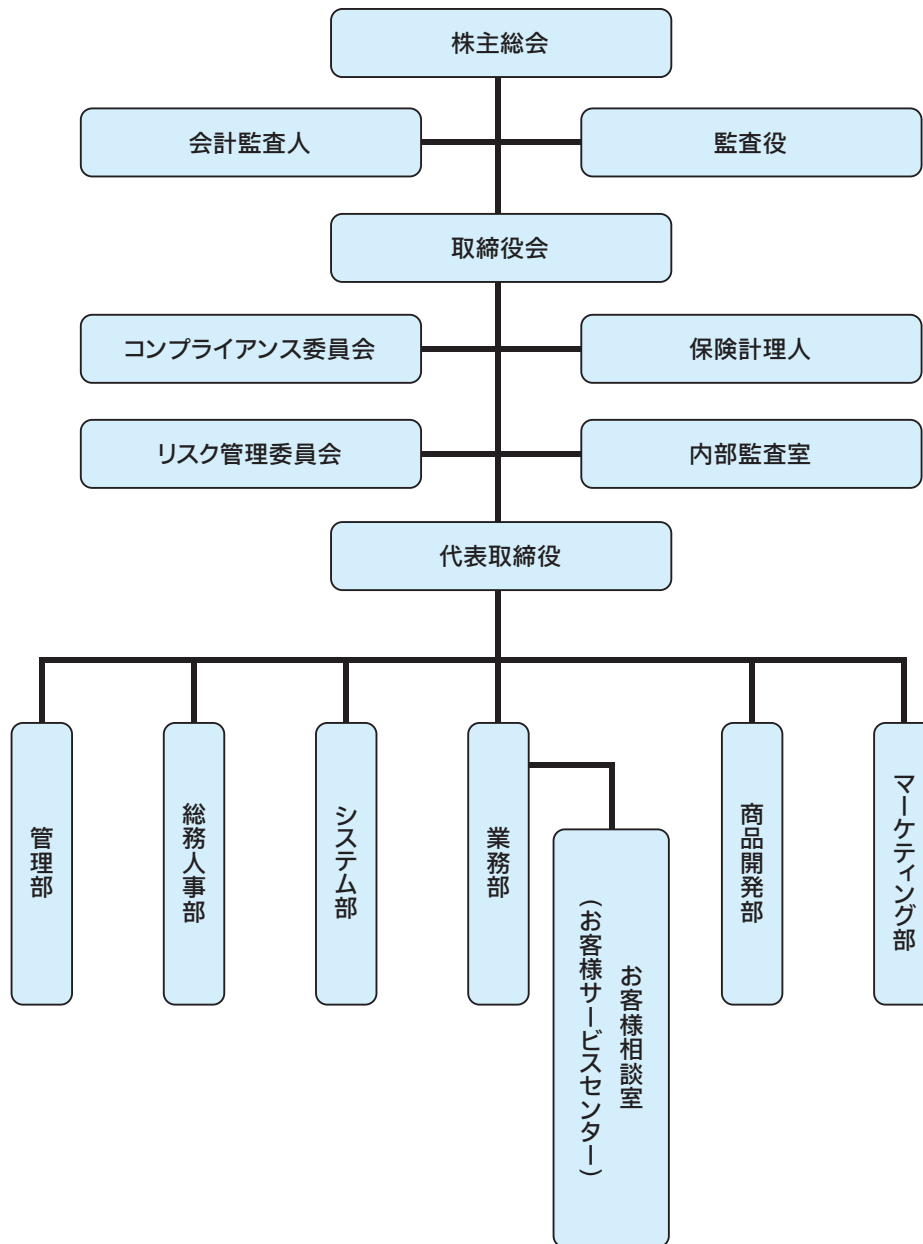 株主総会
会計監査人
監査役
取締役会
コンプライアンス委員会
保険計理人
リスク管理委員会
内部監査室
代表取締役
管理部
総務人事部
システム部
業務部
お客様相談室
(お客様サービスセンター)
商品開発部
マーケティング部